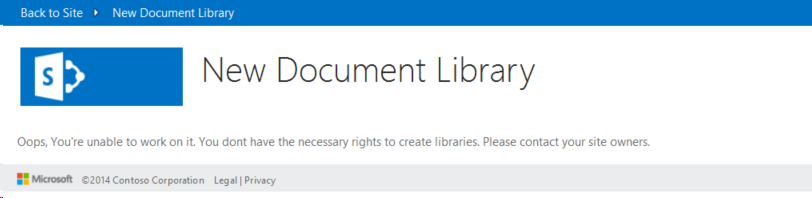 Back to Site ‣ New Document Library
S
New Document Library
Oops, You're unable to work on it. You dont have the necessary rights to create libraries. Please contact your site owners.
Microsoft ©2014 Contoso Corporation Legal | Privacy